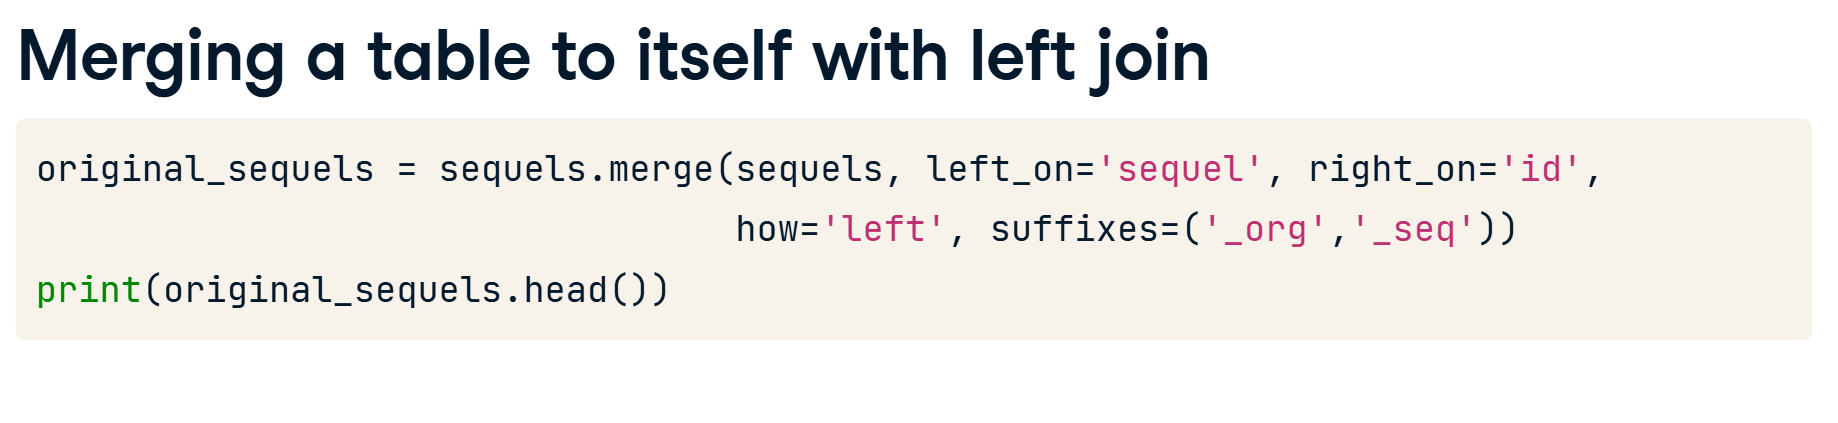 Merging a table to itself with left join
original_sequels = sequels.merge(sequels, left_on='sequel', right_on='id',
how='left', suffixes=('_org','_seq'))
print(original_sequels.head())